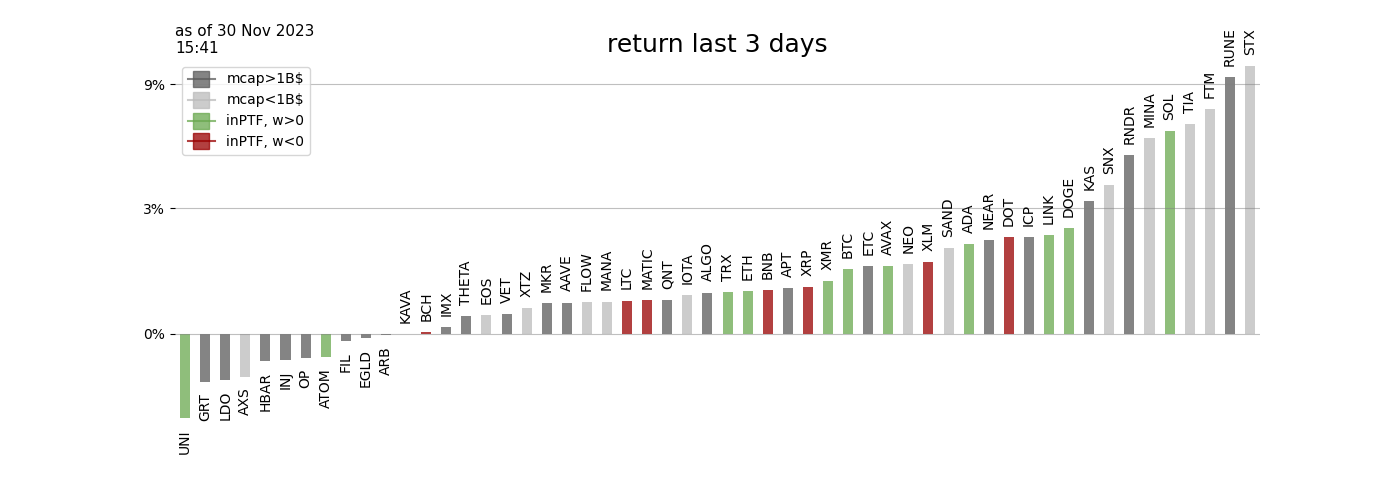 as of 30 Nov 2023
15:41
return last 3 days
mcap>1B$
mcap<1B$
inPTF, w>0
inPTF, w<0
9%
3%
0%
UNI
GRT
LDO
AXS
HBAR
INJ
OP
ATOM
FIL
EGLD
ARB
KAVA
BCH
IMX
THETA
EOS
VET
XTZ
MKR
AAVE
FLOW
MANA
LTC
MATIC
QNT
IOTA
ALGO
TRX
ETH
BNB
APT
XRP
XMR
BTC
ETC
AVAX
NEO
XLM
SAND
ADA
NEAR
DOT
ICP
LINK
DOGE
KAS
SNX
RNDR
MINA
SOL
TIA
FTM
RUNE
STX